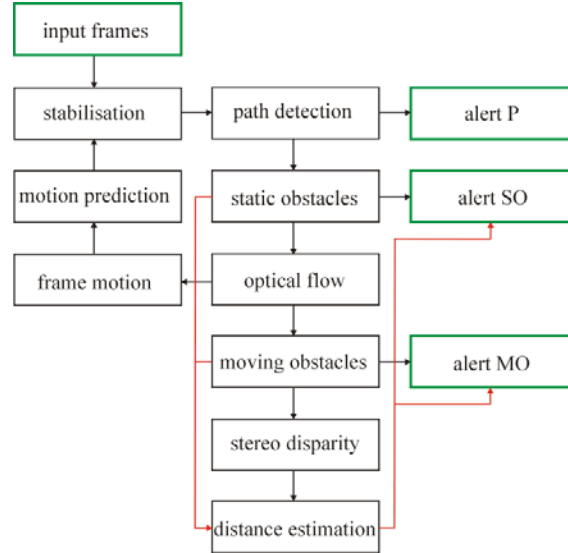 input frames
stabilisation
path detection
alert P
motion prediction
static obstacles
alert SO
frame motion
optical flow
moving obstacles
alert MO
stereo disparity
distance estimation